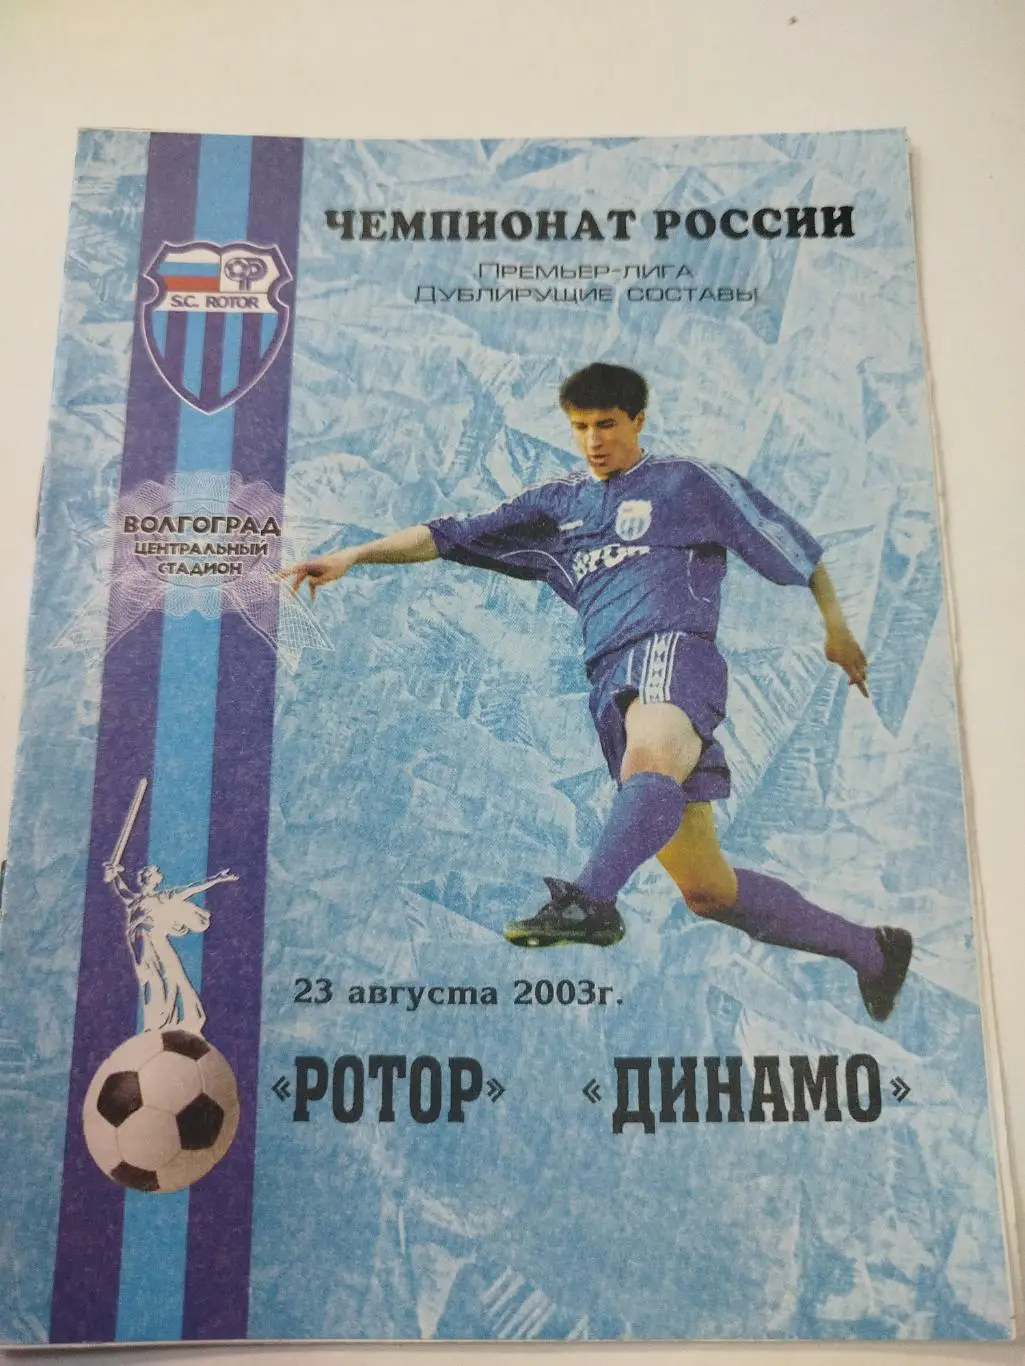 ЧЕМПИОНАТ РОССИИ
ПРЕМЬЕР-ЛИГА
ДУБЛИРУЩИЕ СОСТАВЫ
S.C. ROTOR
ВОЛГОГРАД
ЦЕНТРАЛЬНЫЙ
СТАДИОН
23 августа 2003г.
«РОТОР» «ДИНАМО»